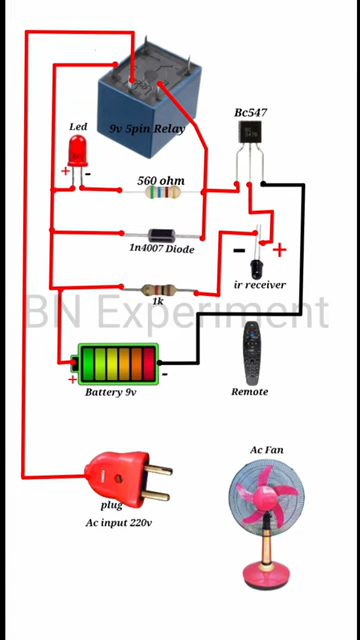 9v 5pin Relay
Bc547
Led
+ -
560 ohm
1n4007 Diode
- +
ir receiver
1k
BN Experiment
+ -
Battery 9v
Remote
plug
Ac input 220v
Ac Fan